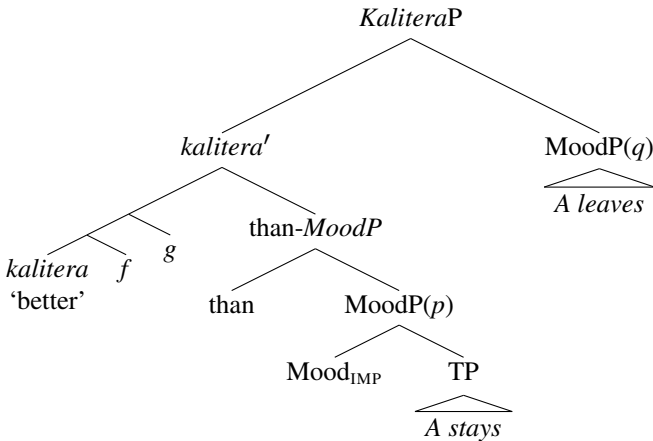 KaliteraP
kalitera′ MoodP(q)
A leaves
g than-MoodP
kalitera f
‘better’ than MoodP(p)
MoodIMP TP
A stays